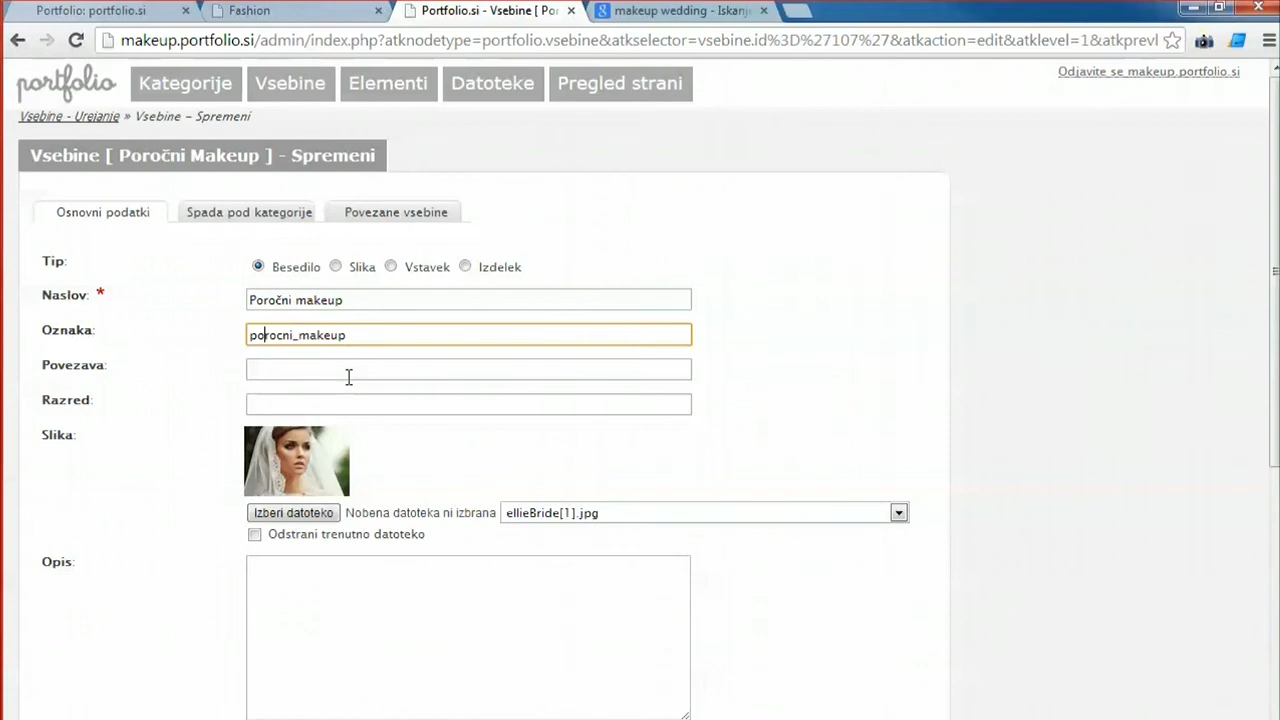 Portfolio: portfolio.si
Fashion
Portfolio.si - Vsebine [ Po
makeup wedding - Iskanj
makeup.portfolio.si/admin/index.php?atknodetype=portfolio.vsebine&atkselector=vsebine.id%3D%27107%27&atkaction=edit&atklevel=1&atkprevl
portfolio
Kategorije
Vsebine
Elementi
Datoteke
Pregled strani
Odjavite se makeup.portfolio.si
Vsebine - Urejanje » Vsebine – Spremeni
Vsebine [ Poročni Makeup ] - Spremeni
Osnovni podatki
Spada pod kategorije
Povezane vsebine
Tip: Besedilo Slika Vstavek Izdelek
Naslov: * Poročni makeup
Oznaka: porocni_makeup
Povezava:
Razred:
Slika:
Izberi datoteko Nobena datoteka ni izbrana ellieBride[1].jpg
Odstrani trenutno datoteko
Opis: